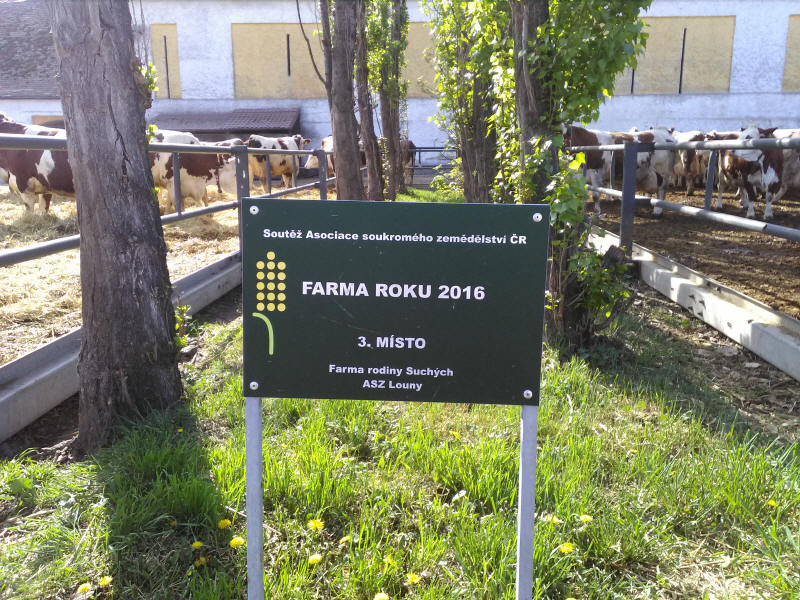 Soutěž Asociace soukromého zemědělství ČR
FARMA ROKU 2016
3. MÍSTO
Farma rodiny Suchých
ASZ Louny